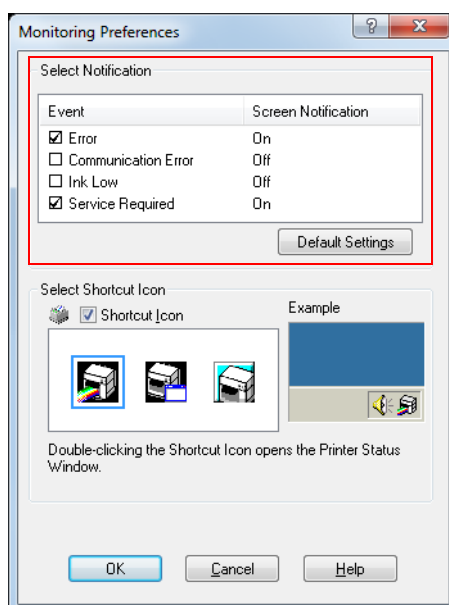 Monitoring Preferences
Select Notification
Event Screen Notification
Error On
Communication Error Off
Ink Low Off
Service Required On
Default Settings
Select Shortcut Icon
Shortcut Icon
Example
Double-clicking the Shortcut Icon opens the Printer Status
Window.
OK Cancel Help